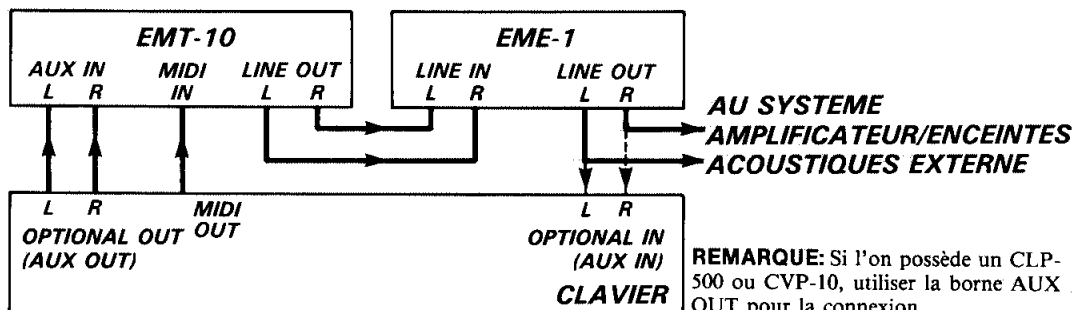 EMT-10 EME-1
AUX IN MIDI LINE OUT LINE IN LINE OUT
L R IN L R L R L R
AU SYSTEME
AMPLIFICATEUR/ENCEINTES
ACOUSTIQUES EXTERNE
L R MIDI L R
OPTIONAL OUT OUT OPTIONAL IN
(AUX OUT) (AUX IN)
CLAVIER
REMARQUE: Si l'on possède un CLP-
500 ou CVP-10, utiliser la borne AUX
OUT pour la connexion